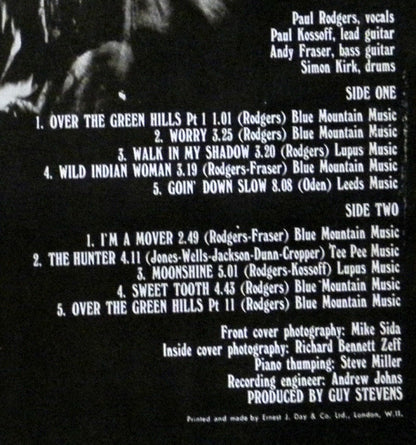 Paul Rodgers, vocals
Paul Kossoff, lead guitar
Andy Fraser, bass guitar
Simon Kirk, drums
SIDE ONE
1. OVER THE GREEN HILLS Pt 1 1.01 (Rodgers) Blue Mountain Music
2. WORRY 3.25 (Rodgers) Blue Mountain Music
3. WALK IN MY SHADOW 3.20 (Rodgers) Lupus Music
4. WILD INDIAN WOMAN 3.19 (Rodgers-Fraser) Blue Mountain Music
5. GOIN' DOWN SLOW 8.08 (Oden) Leeds Music
SIDE TWO
1. I'M A MOVER 2.49 (Rodgers-Fraser) Blue Mountain Music
2. THE HUNTER 4.11 (Jones-Wells-Jackson-Dunn-Cropper) Tee Pee Music
3. MOONSHINE 5.01 (Rodgers-Kossoff) Lupus Music
4. SWEET TOOTH 4.43 (Rodgers) Blue Mountain Music
5. OVER THE GREEN HILLS Pt 11 (Rodgers) Blue Mountain Music
Front cover photography: Mike Sida
Inside cover photography: Richard Bennett Zeff
Piano thumping: Steve Miller
Recording engineer: Andrew Johns
PRODUCED BY GUY STEVENS
Printed and made by Ernest J. Day & Co. Ltd., London, W.11.